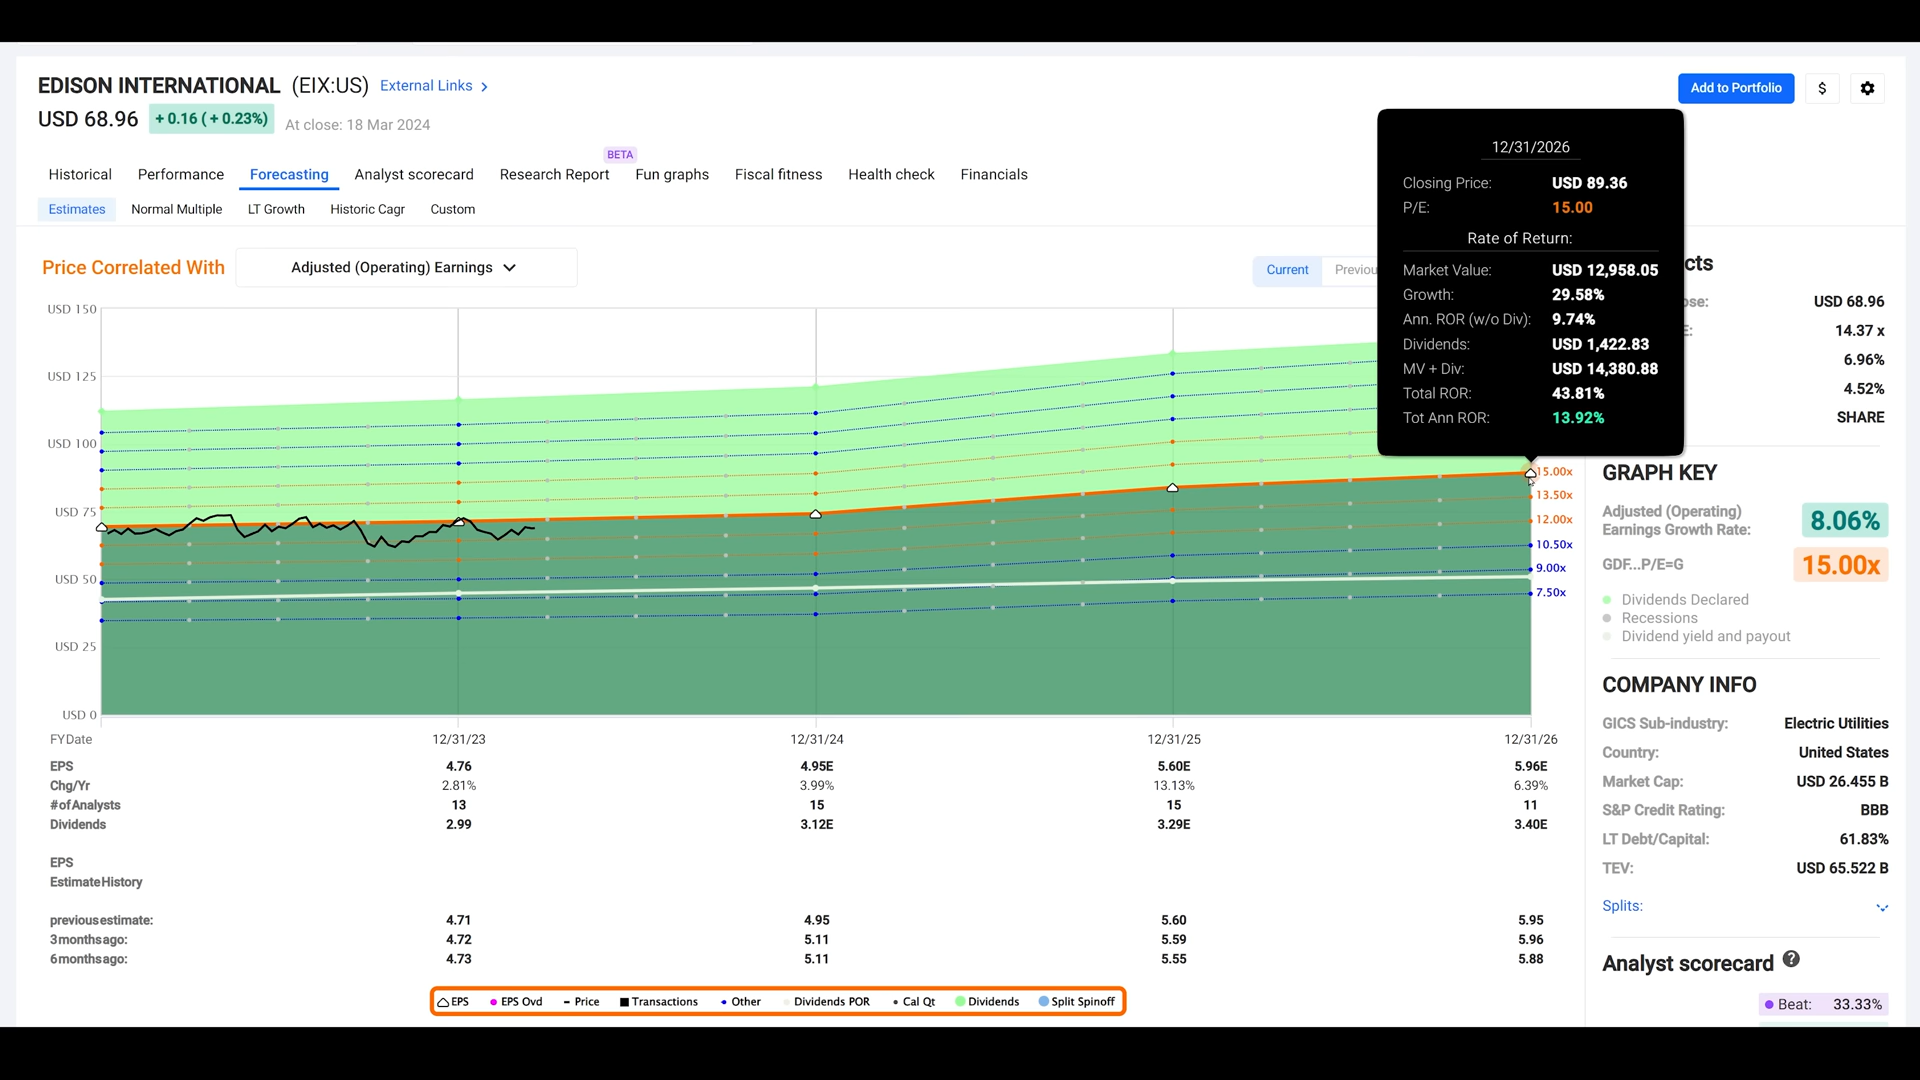 EDISON INTERNATIONAL (EIX:US) External Links >
USD 68.96 + 0.16 ( + 0.23%) At close: 18 Mar 2024
Add to Portfolio $
BETA
Historical Performance Forecasting Analyst scorecard Research Report Fun graphs Fiscal fitness Health check Financials
Estimates Normal Multiple LT Growth Historic Cagr Custom
Price Correlated With Adjusted (Operating) Earnings
Current Previou
12/31/2026
Closing Price: USD 89.36
P/E: 15.00
Rate of Return:
Market Value: USD 12,958.05
Growth: 29.58%
Ann. ROR (w/o Div): 9.74%
Dividends: USD 1,422.83
MV + Div: USD 14,380.88
Total ROR: 43.81%
Tot Ann ROR: 13.92%
USD 150
USD 125
USD 100
USD 75
USD 50
USD 25
USD 0
15.00x
13.50x
12.00x
10.50x
9.00x
7.50x
FYDate 12/31/23 12/31/24 12/31/25 12/31/26
EPS 4.76 4.95E 5.60E 5.96E
Chg/Yr 2.81% 3.99% 13.13% 6.39%
#ofAnalysts 13 15 15 11
Dividends 2.99 3.12E 3.29E 3.40E
EPS
EstimateHistory
previousestimate: 4.71 4.95 5.60 5.95
3monthsago: 4.72 5.11 5.59 5.96
6monthsago: 4.73 5.11 5.55 5.88
EPS EPS Ovd Price Transactions Other Dividends POR Cal Qt Dividends Split Spinoff
cts
ose: USD 68.96
E: 14.37 x
6.96%
4.52%
SHARE
GRAPH KEY
Adjusted (Operating)
Earnings Growth Rate: 8.06%
GDF...P/E=G 15.00x
Dividends Declared
Recessions
Dividend yield and payout
COMPANY INFO
GICS Sub-industry: Electric Utilities
Country: United States
Market Cap: USD 26.455 B
S&P Credit Rating: BBB
LT Debt/Capital: 61.83%
TEV: USD 65.522 B
Splits:
Analyst scorecard ?
Beat: 33.33%